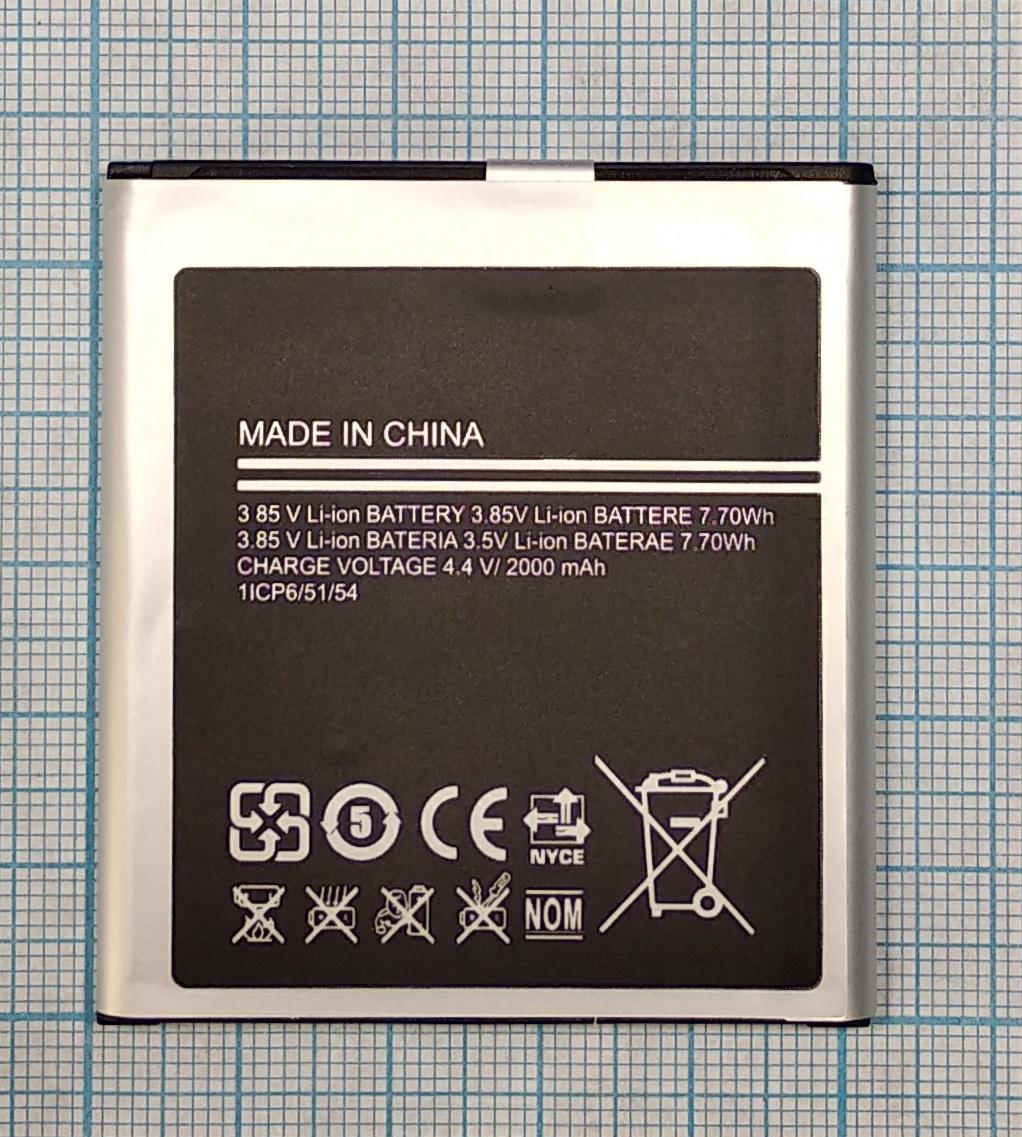 MADE IN CHINA
3 85 V Li-ion BATTERY 3.85V Li-ion BATTERE 7.70Wh
3.85 V Li-ion BATERIA 3.5V Li-ion BATERAE 7.70Wh
CHARGE VOLTAGE 4.4 V/ 2000 mAh
1ICP6/51/54
5 CE
NYCE
NOM